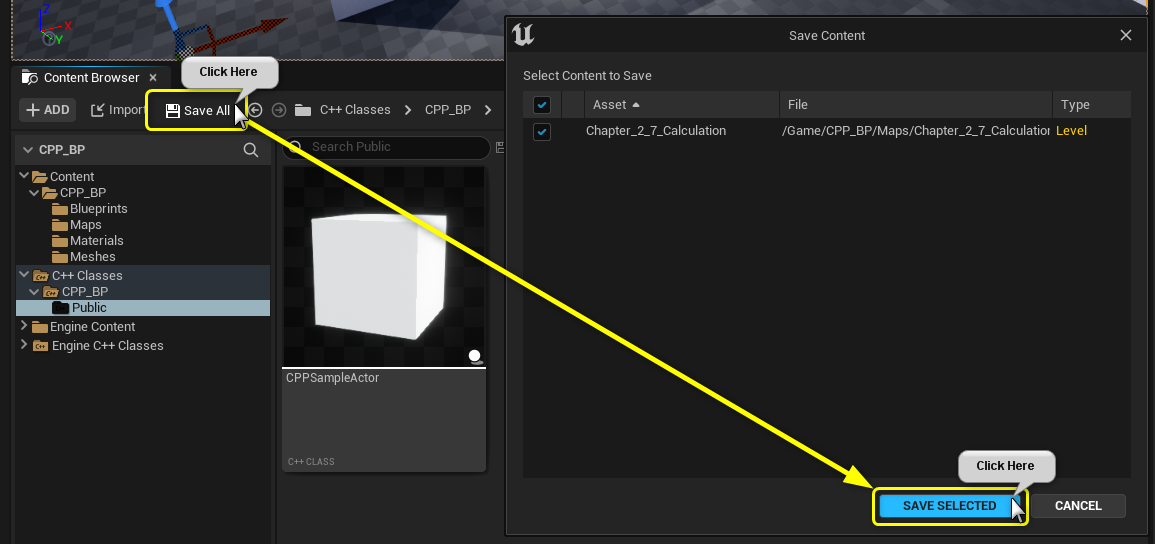 Z
X
Y
Content Browser
Click Here
ADD
Import
Save All
C++ Classes
CPP_BP
CPP_BP
Search Public
Content
CPP_BP
Blueprints
Maps
Materials
Meshes
C++ Classes
CPP_BP
Public
Engine Content
Engine C++ Classes
CPPSampleActor
C++ CLASS
Save Content
Select Content to Save
Asset File Type
Chapter_2_7_Calculation /Game/CPP_BP/Maps/Chapter_2_7_Calculation Level
Click Here
SAVE SELECTED
CANCEL